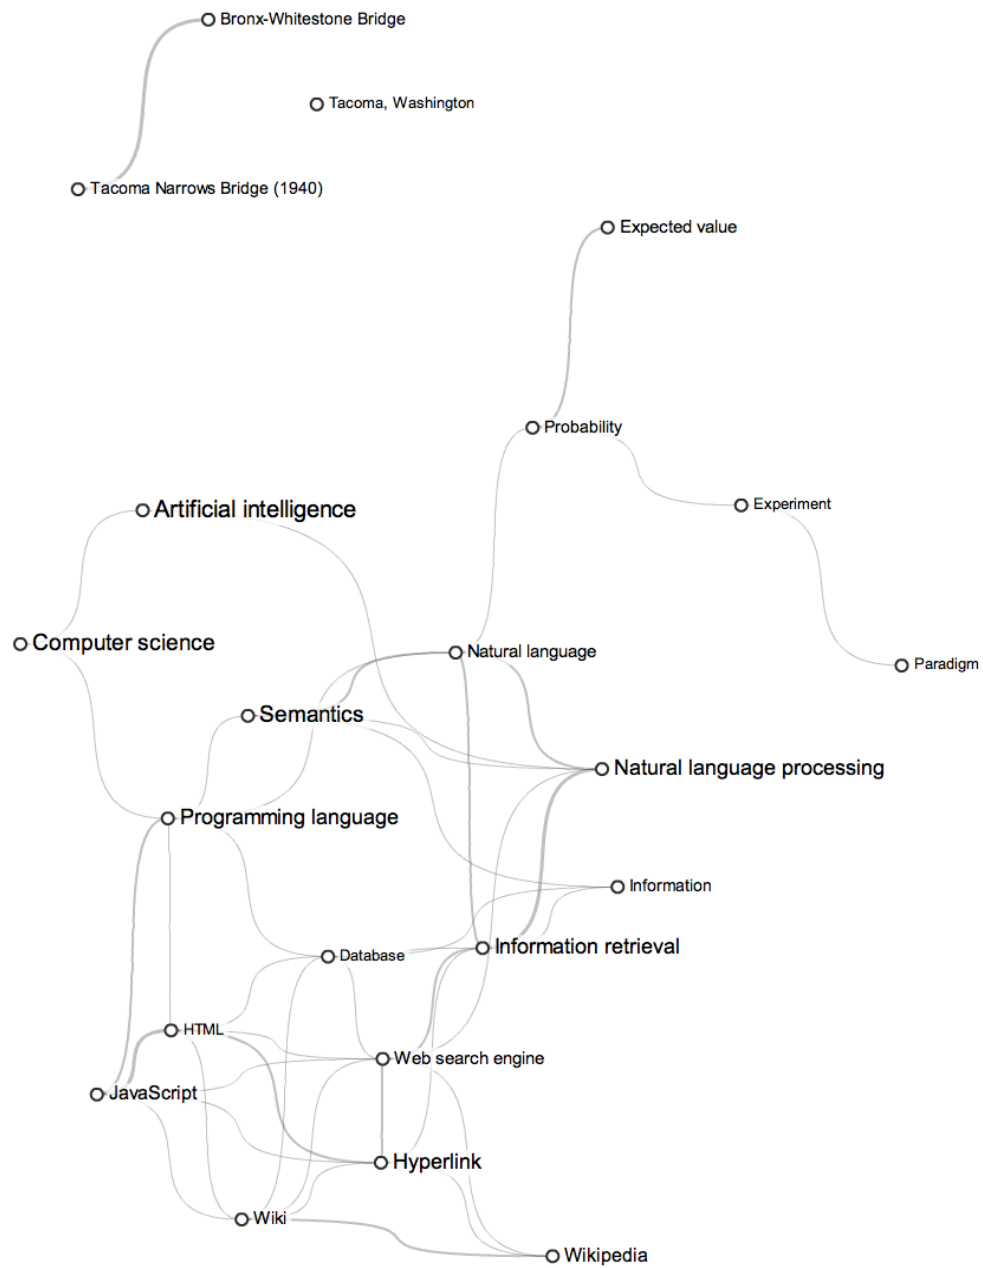 Bronx-Whitestone Bridge
Tacoma, Washington
Tacoma Narrows Bridge (1940)
Expected value
Probability
Experiment
Artificial intelligence
Computer science
Natural language
Paradigm
Semantics
Natural language processing
Programming language
Information
Information retrieval
Database
HTML
Web search engine
JavaScript
Hyperlink
Wiki
Wikipedia